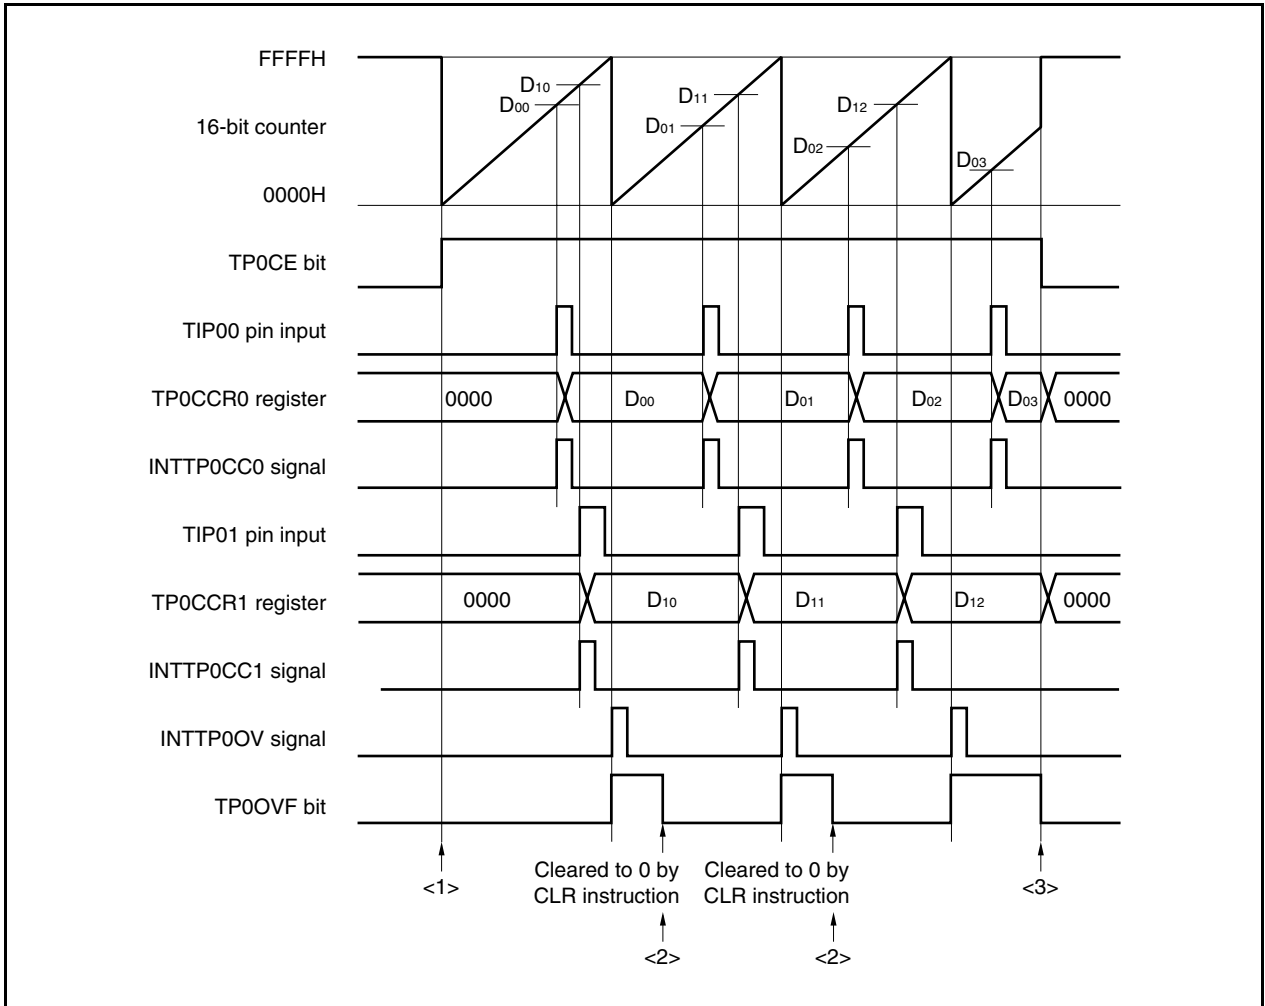 FFFFH
D10
D00
D11
D01
D12
D02
D03
16-bit counter
0000H
TP0CE bit
TIP00 pin input
TP0CCR0 register
0000
D00
D01
D02
D03
0000
INTTP0CC0 signal
TIP01 pin input
TP0CCR1 register
0000
D10
D11
D12
0000
INTTP0CC1 signal
INTTP0OV signal
TP0OVF bit
Cleared to 0 by
CLR instruction
Cleared to 0 by
CLR instruction
<1>
<3>
<2>
<2>